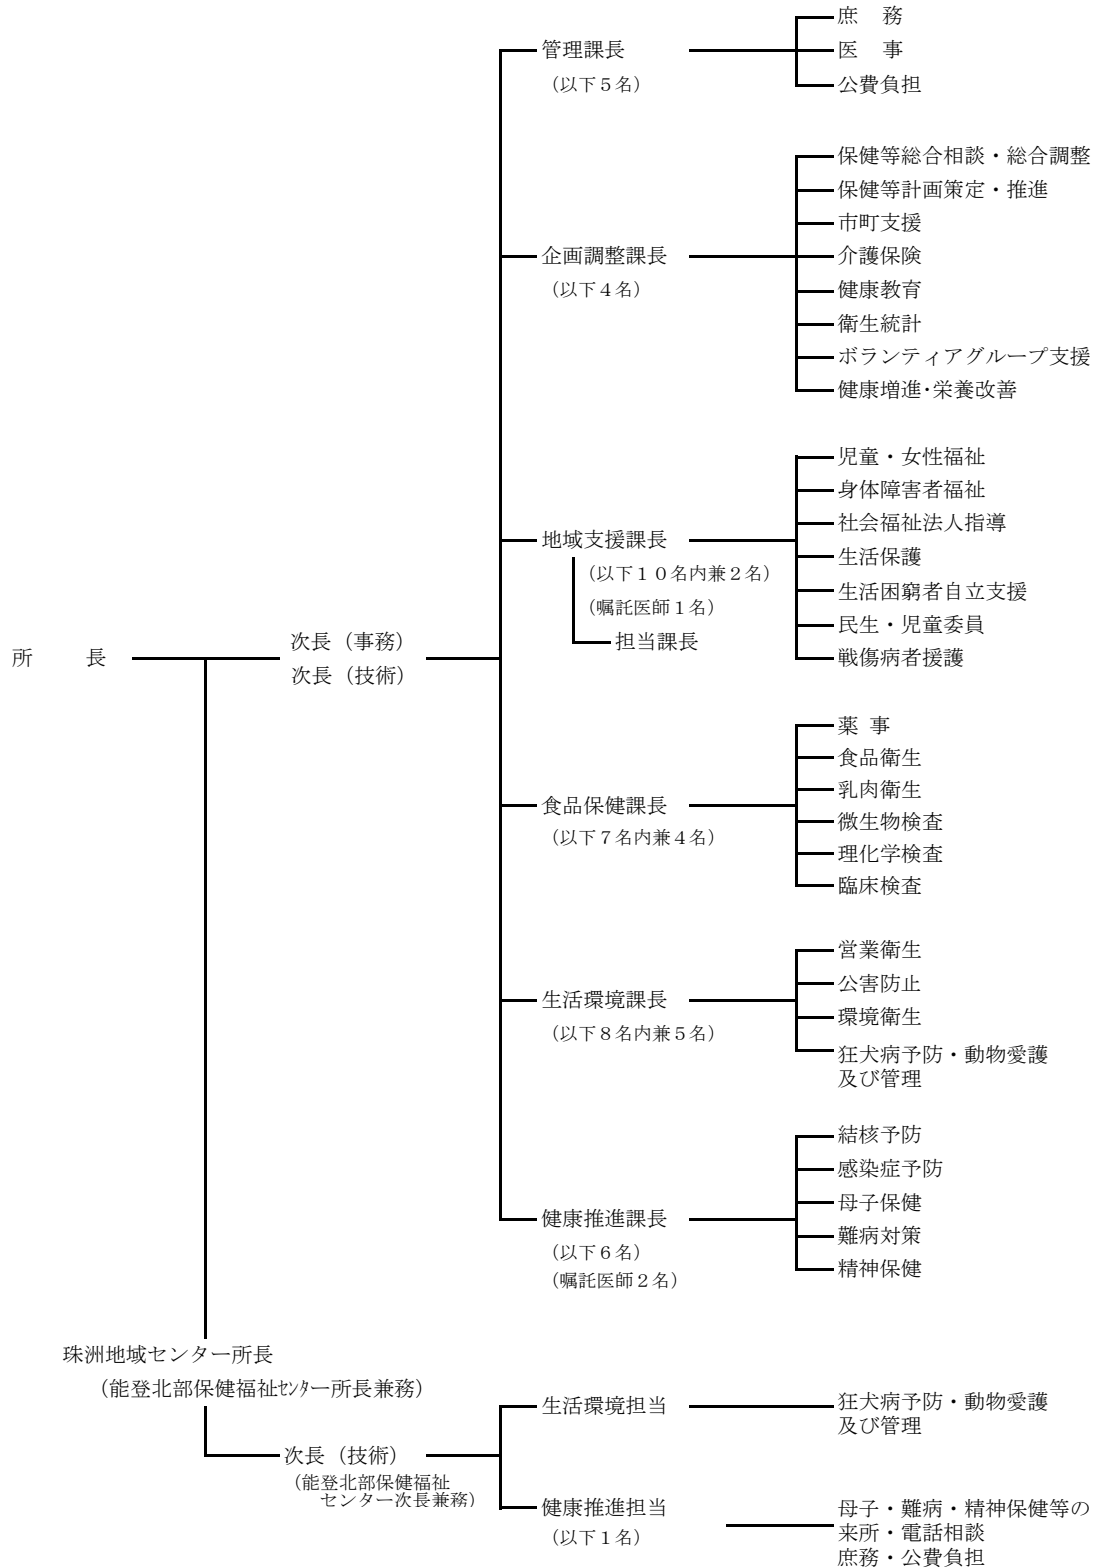 庶　務
管理課長
医　事
（以下５名）
公費負担
保健等総合相談・総合調整
保健等計画策定・推進
市町支援
企画調整課長
介護保険
（以下４名）
健康教育
衛生統計
ボランティアグループ支援
健康増進･栄養改善
児童・女性福祉
身体障害者福祉
社会福祉法人指導
地域支援課長
生活保護
（以下１０名内兼２名）
生活困窮者自立支援
（嘱託医師１名）
民生・児童委員
担当課長
戦傷病者援護
所　　長
次長（事務）
次長（技術）
薬 事
食品衛生
乳肉衛生
食品保健課長
微生物検査
（以下７名内兼４名）
理化学検査
臨床検査
営業衛生
公害防止
生活環境課長
環境衛生
（以下８名内兼５名）
狂犬病予防・動物愛護
及び管理
結核予防
感染症予防
母子保健
健康推進課長
難病対策
（以下６名）
精神保健
（嘱託医師２名）
珠洲地域センター所長
（能登北部保健福祉ｾﾝﾀｰ所長兼務）
生活環境担当
狂犬病予防・動物愛護
及び管理
次長（技術）
（能登北部保健福祉
センター次長兼務）
健康推進担当
（以下１名）
母子・難病・精神保健等の
来所・電話相談
庶務・公費負担